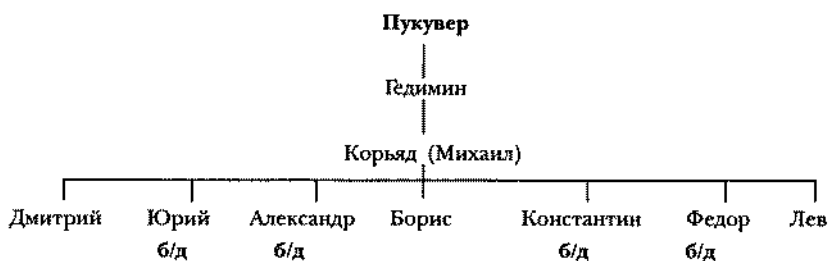 Пукувер
Гедимин
Корьяд (Михаил)
Дмитрий Юрий Александр Борис Константин Федор Лев
б/д б/д б/д б/д